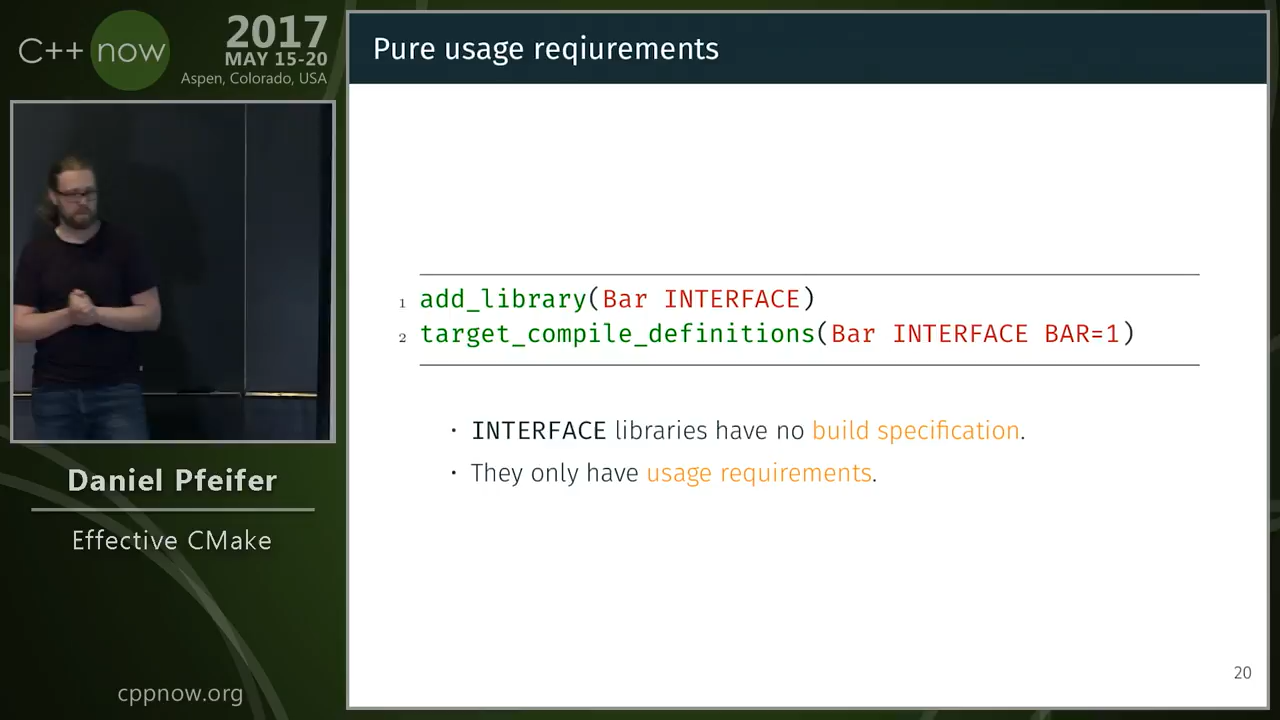 C++ now
2017
MAY 15-20
Aspen, Colorado, USA
Daniel Pfeifer
Effective CMake
cppnow.org
Pure usage reqiurements
1 add_library(Bar INTERFACE)
2 target_compile_definitions(Bar INTERFACE BAR=1)
· INTERFACE libraries have no build specification.
· They only have usage requirements.
20